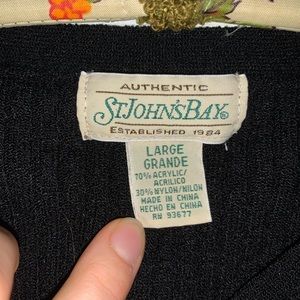 AUTHENTIC
ST JOHN'S BAY®
ESTABLISHED 1984
LARGE
GRANDE
70% ACRYLIC/
ACRILICO
30% NYLON/NILON
MADE IN CHINA
HECHO EN CHINA
RN 93677